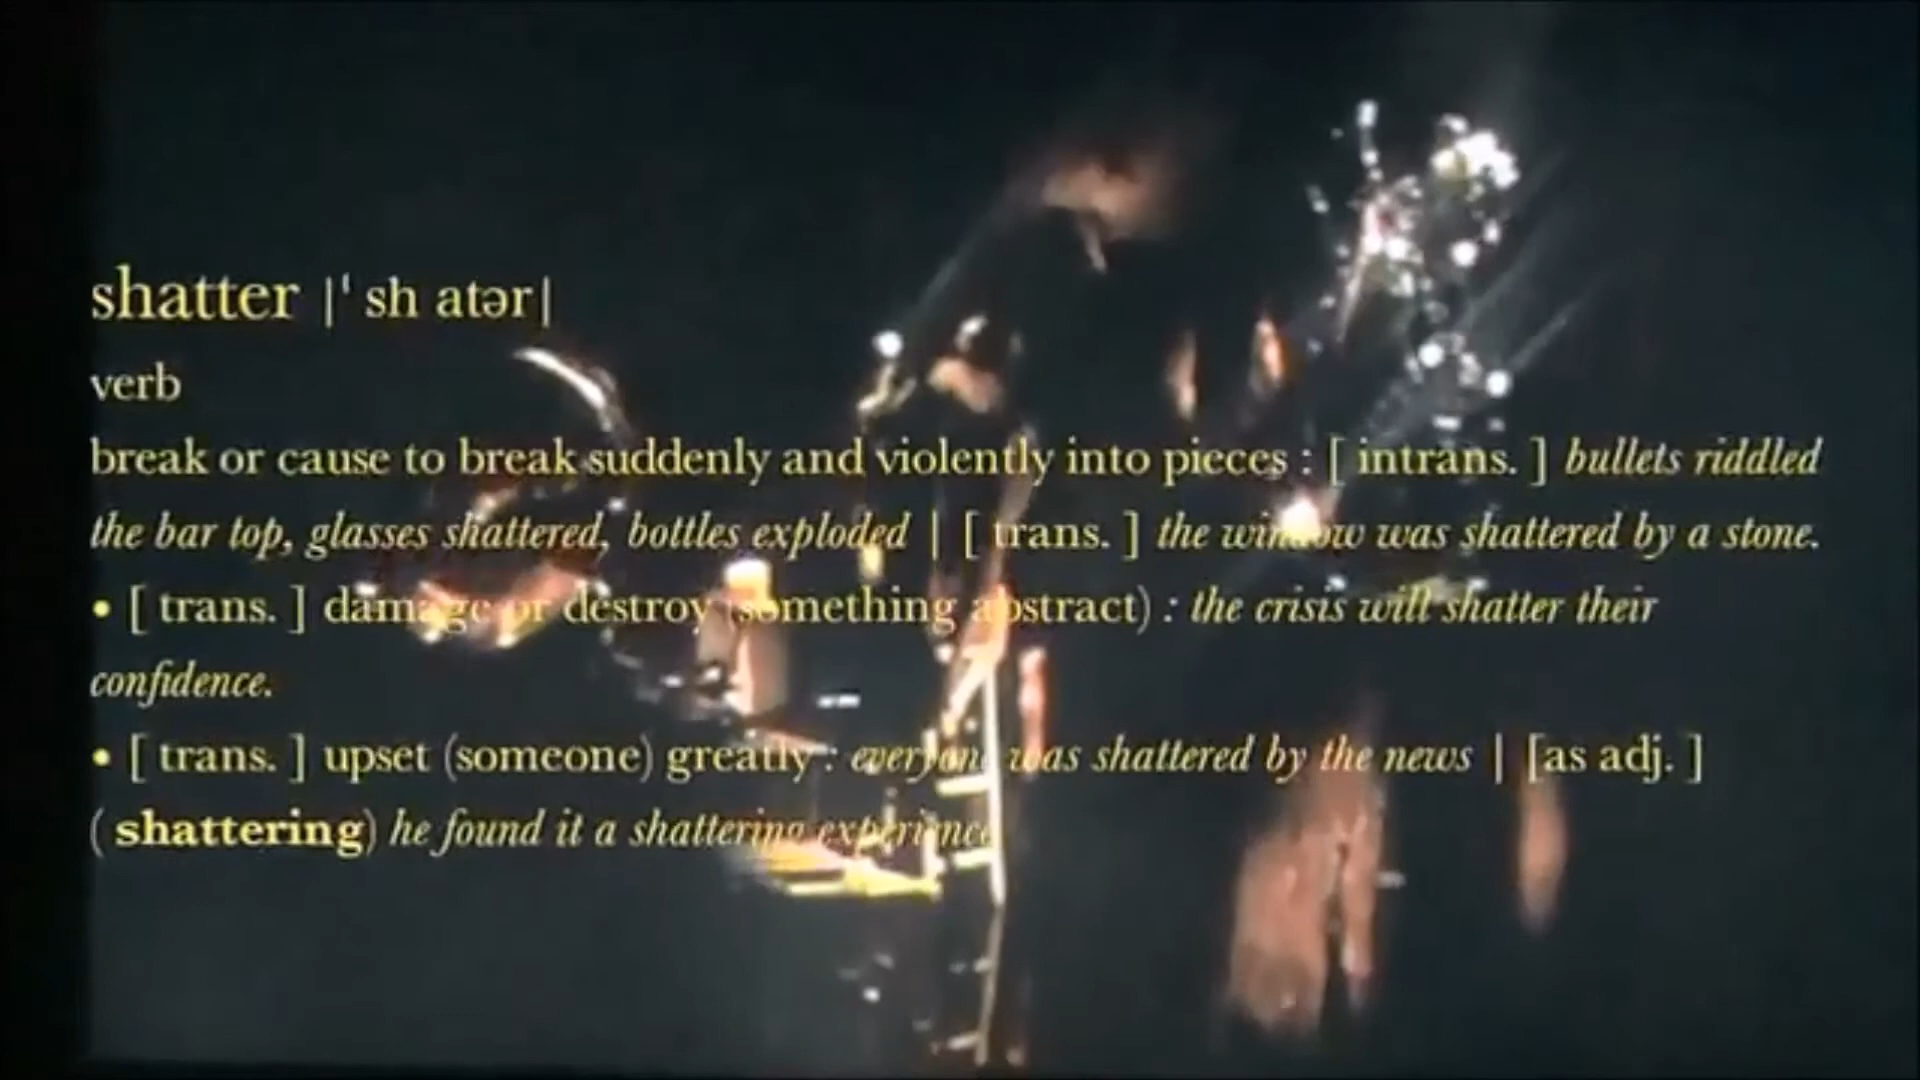 shatter |ˈ sh atər|
verb
break or cause to break suddenly and violently into pieces : [ intrans. ] bullets riddled
the bar top, glasses shattered, bottles exploded | [ trans. ] the window was shattered by a stone.
• [ trans. ] damage or destroy (something abstract) : the crisis will shatter their
confidence.
• [ trans. ] upset (someone) greatly : everyone was shattered by the news | [as adj. ]
( shattering) he found it a shattering experience